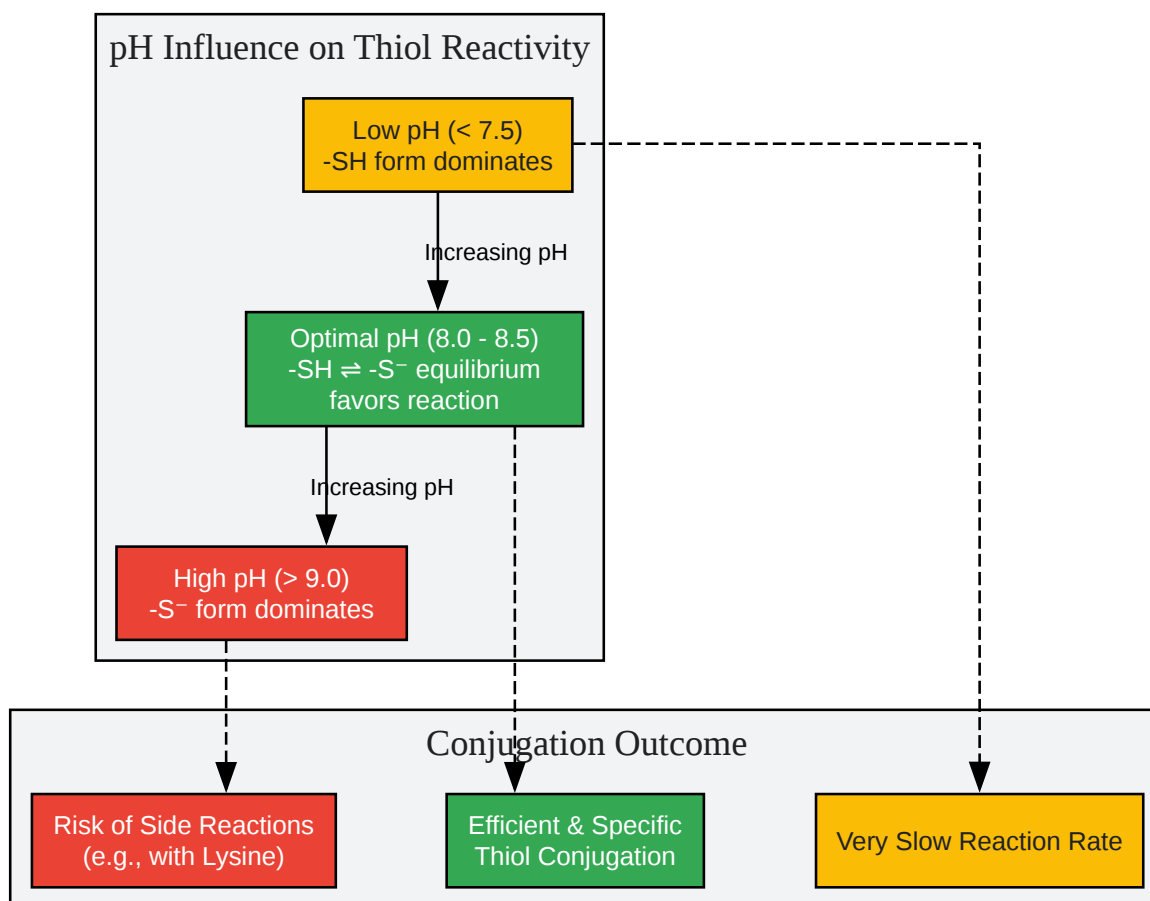 pH Influence on Thiol Reactivity
Low pH (< 7.5)
-SH form dominates
Increasing pH
Optimal pH (8.0 - 8.5)
-SH ⇌ -S⁻ equilibrium
favors reaction
Increasing pH
High pH (> 9.0)
-S⁻ form dominates
Conjugation Outcome
Risk of Side Reactions
(e.g., with Lysine)
Efficient & Specific
Thiol Conjugation
Very Slow Reaction Rate